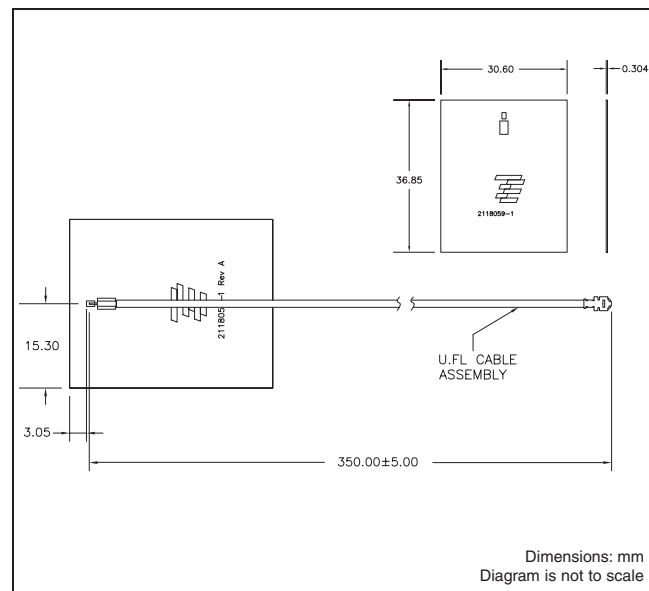 30.60
0.304
36.85
2118059-1
2118059-1 Rev A
15.30
U.FL CABLE
ASSEMBLY
3.05
350.00±5.00
Dimensions: mm
Diagram is not to scale